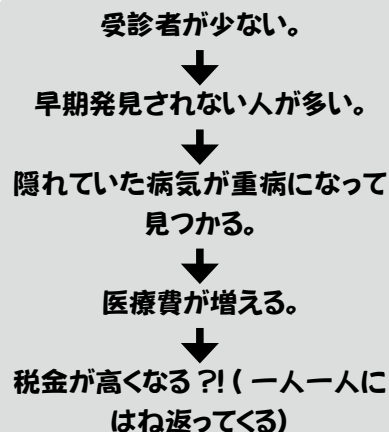 受診者が少ない。
早期発見されない人が多い。
隠れていた病気が重病になって
見つかる。
医療費が増える。
税金が高くなる?!(一人一人に
はね返ってくる)